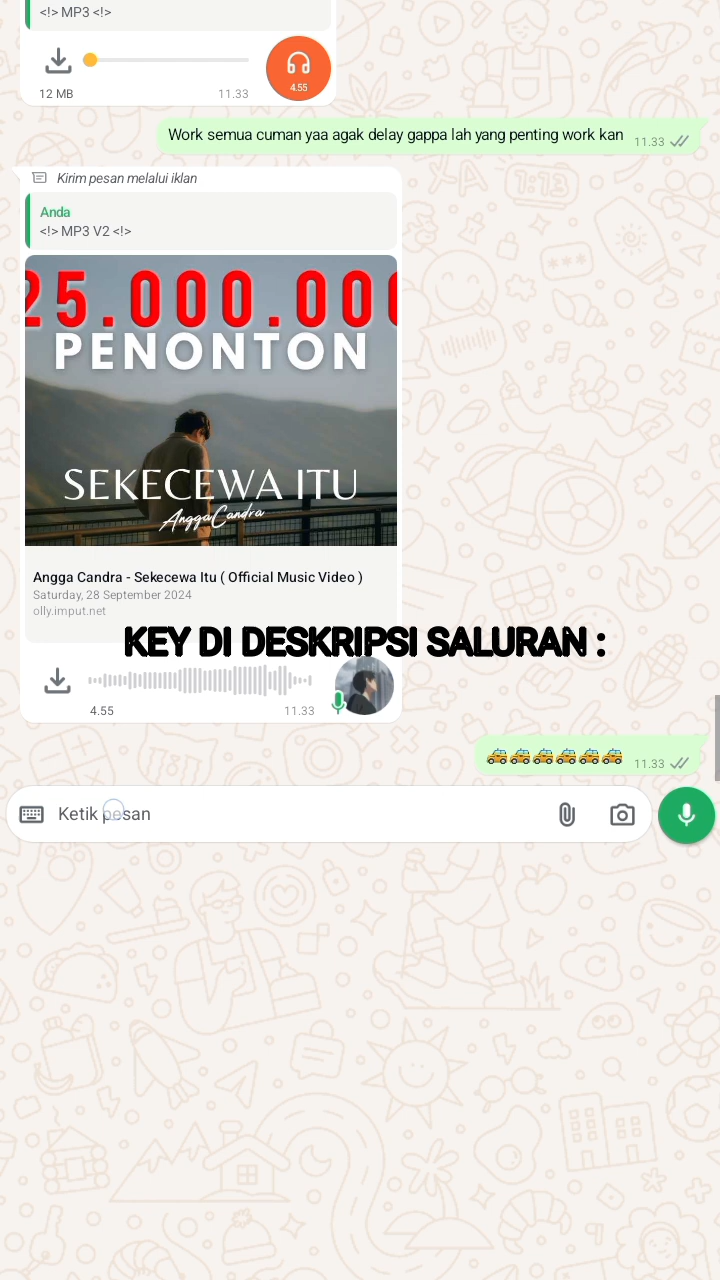 <!> MP3 <!>
4.55
12 MB
11.33
Work semua cuman yaa agak delay gappa lah yang penting work kan
11.33
Kirim pesan melalui iklan
Anda
<!> MP3 V2 <!>
25.000.000
PENONTON
SEKECEWA ITU
Angga Candra
Angga Candra - Sekecewa Itu ( Official Music Video )
Saturday, 28 September 2024
olly.imput.net
KEY DI DESKRIPSI SALURAN :
4.55
11.33
11.33
Ketik pesan